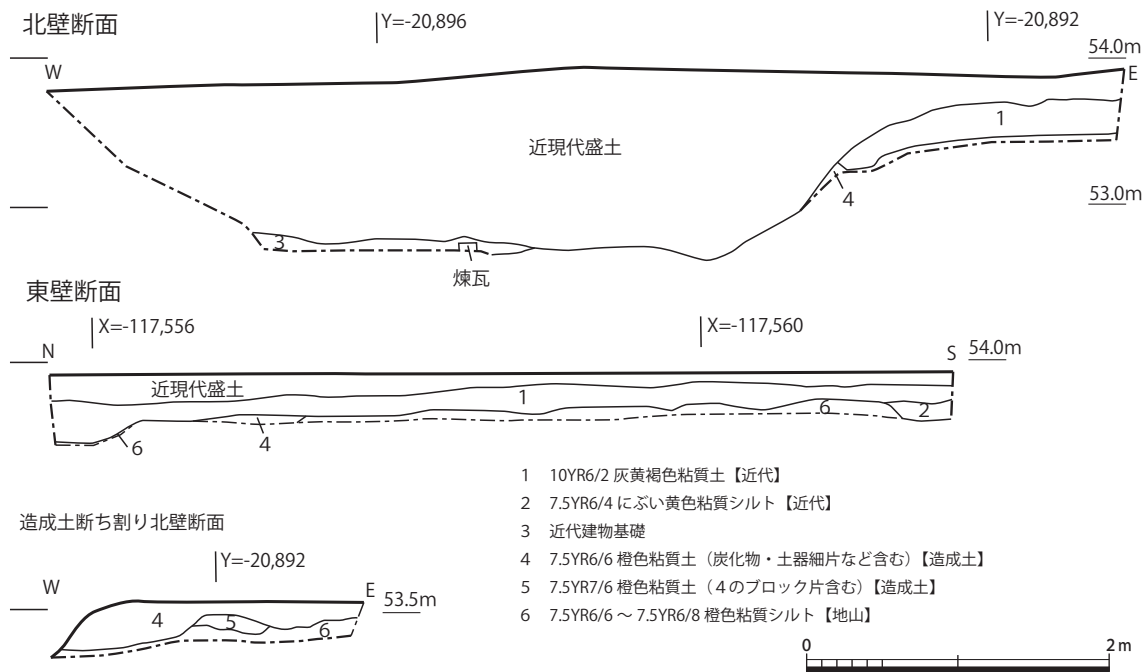 北壁断面
Y=-20,896
Y=-20,892
54.0m
W
E
1
近現代盛土
4
53.0m
3
煉瓦
東壁断面
X=-117,556
X=-117,560
N
S
54.0m
近現代盛土
1
6
2
4
6
1 10YR6/2 灰黄褐色粘質土【近代】
2 7.5YR6/4 にぶい黄色粘質シルト【近代】
3 近代建物基礎
4 7.5YR6/6 橙色粘質土（炭化物・土器細片など含む）【造成土】
5 7.5YR7/6 橙色粘質土（４のブロック片含む）【造成土】
6 7.5YR6/6 ～ 7.5YR6/8 橙色粘質シルト【地山】
造成土断ち割り北壁断面
Y=-20,892
W
E
53.5m
4
5
6
0
2 m